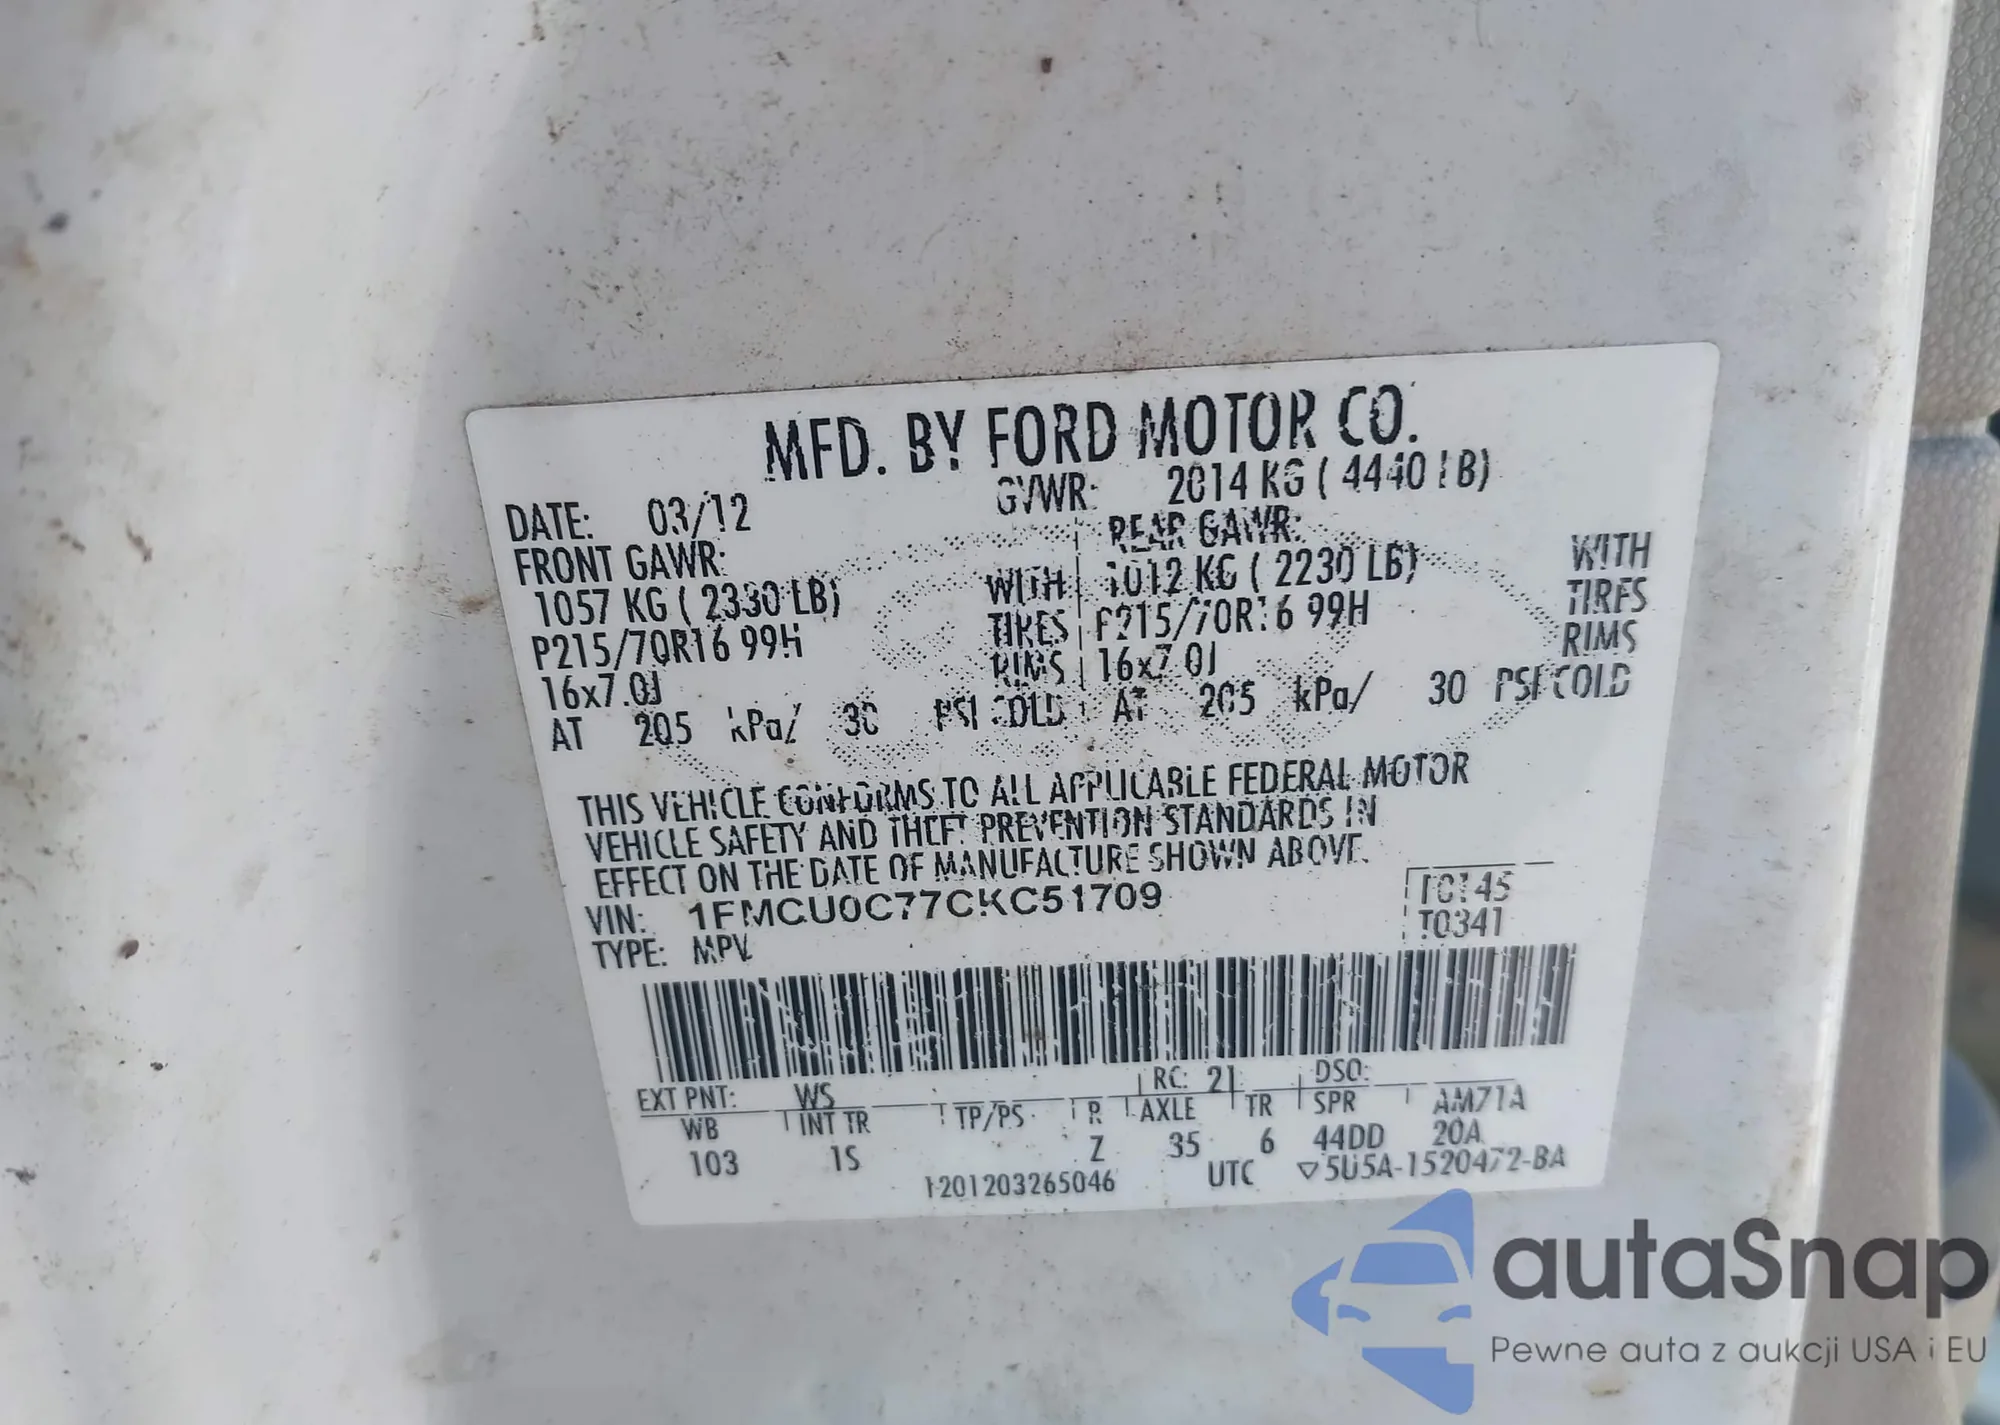 MFD. BY FORD MOTOR CO.
DATE: 03/12 GVWR: 2014 KG ( 4440 LB)
FRONT GAWR: REAR GAWR:
1057 KG ( 2330 LB) WITH 1012 KG ( 2230 LB) WITH
P215/70R16 99H TIRES P215/70R16 99H TIRES
16x7.0J RIMS 16x7.0J RIMS
AT 205 kPa/ 30 PSI COLD AT 205 kPa/ 30 PSI COLD
THIS VEHICLE CONFORMS TO ALL APPLICABLE FEDERAL MOTOR
VEHICLE SAFETY AND THEFT PREVENTION STANDARDS IN
EFFECT ON THE DATE OF MANUFACTURE SHOWN ABOVE.
VIN: 1FMCU0C77CKC51709 T0145
TYPE: MPV T0341
EXT PNT: WS RC: 21 DSO:
WB INT TR TP/PS R AXLE TR SPR AM71A
103 1S Z 35 6 44DD 20A
1201203265046 UTC ▽5U5A-1520472-BA
autaSnap
Pewne auta z aukcji USA i EU